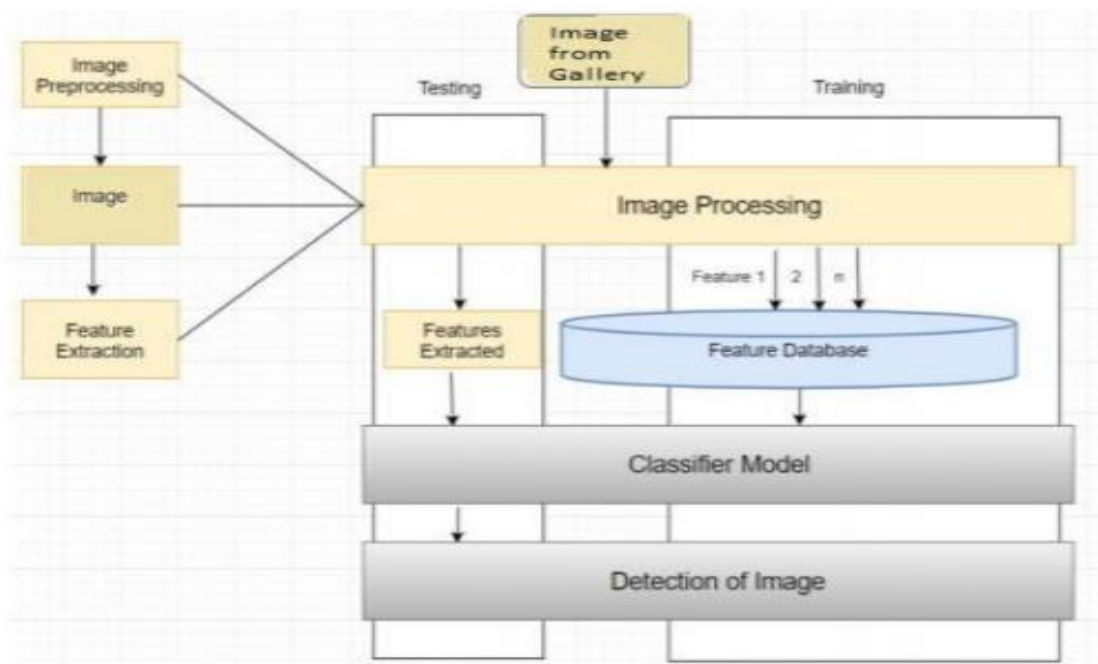 Image
from
Gallery
Image
Preprocessing
Testing
Training
Image
Image Processing
Feature 1
2
n
Feature
Extraction
Features
Extracted
Feature Database
Classifier Model
Detection of Image